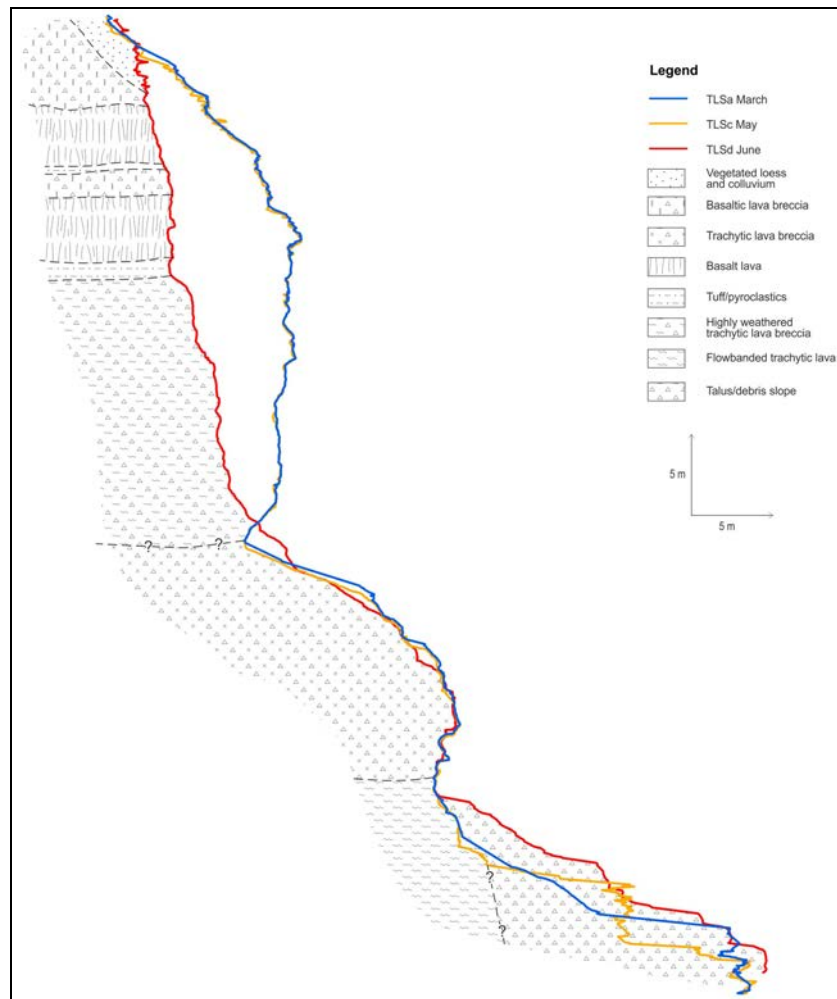 Legend
TLSa March
TLSc May
TLSd June
Vegetated loess
and colluvium
Basaltic lava breccia
Trachytic lava breccia
Basalt lava
Tuff/pyroclastics
Highly weathered
trachytic lava breccia
Flowbanded trachytic lava
Talus/debris slope
5 m
5 m
?
?
?
?